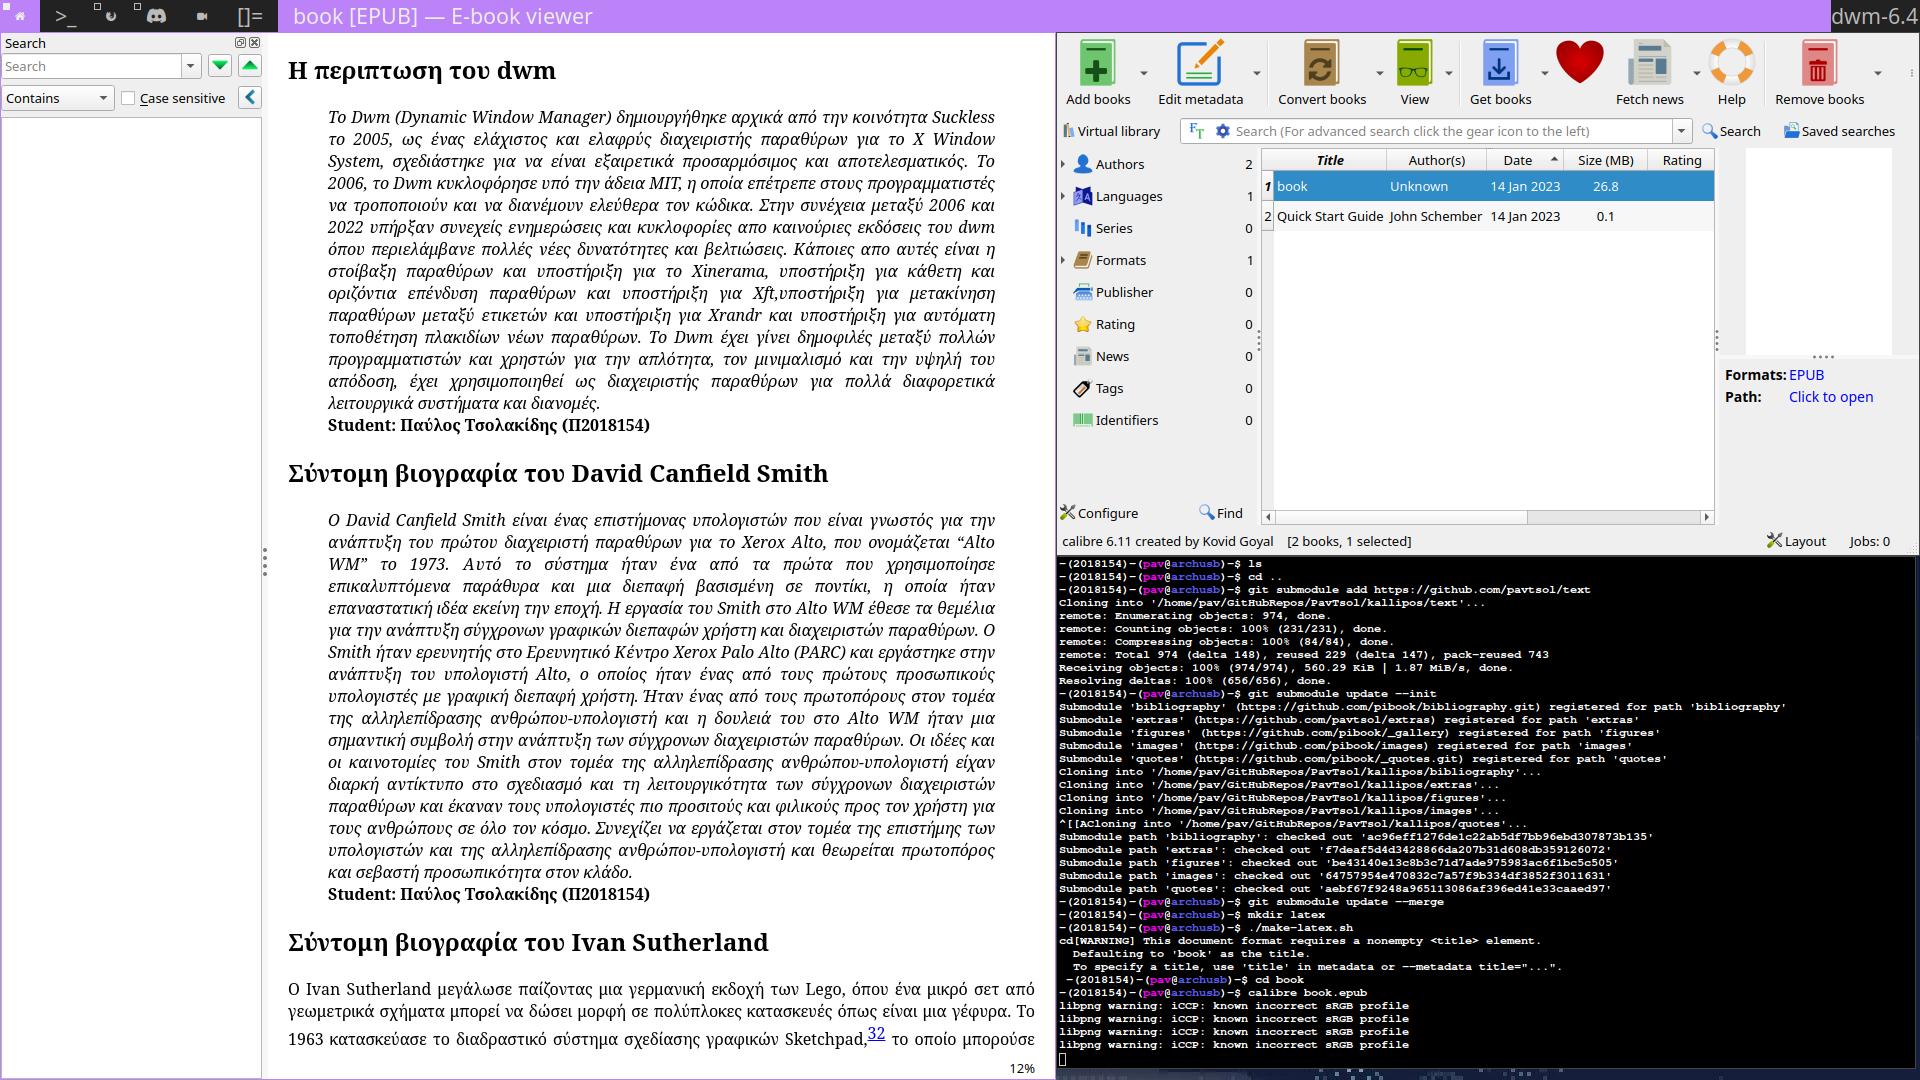 >_
[]=
book [EPUB] — E-book viewer
dwm-6.4
Search
Search
Contains
Case sensitive
Η περιπτωση του dwm
Το Dwm (Dynamic Window Manager) δημιουργήθηκε αρχικά από την κοινότητα Suckless
το 2005, ως ένας ελάχιστος και ελαφρύς διαχειριστής παραθύρων για το X Window
System, σχεδιάστηκε για να είναι εξαιρετικά προσαρμόσιμος και αποτελεσματικός. Το
2006, το Dwm κυκλοφόρησε υπό την άδεια MIT, η οποία επέτρεπε στους προγραμματιστές
να τροποποιούν και να διανέμουν ελεύθερα τον κώδικα. Στην συνέχεια μεταξύ 2006 και
2022 υπήρξαν συνεχείς ενημερώσεις και κυκλοφορίες απο καινούριες εκδόσεις του dwm
όπου περιελάμβανε πολλές νέες δυνατότητες και βελτιώσεις. Κάποιες απο αυτές είναι η
στοίβαξη παραθύρων και υποστήριξη για το Xinerama, υποστήριξη για κάθετη και
οριζόντια επένδυση παραθύρων και υποστήριξη για Xft,υποστήριξη για μετακίνηση
παραθύρων μεταξύ ετικετών και υποστήριξη για Xrandr και υποστήριξη για αυτόματη
τοποθέτηση πλακιδίων νέων παραθύρων. Το Dwm έχει γίνει δημοφιλές μεταξύ πολλών
προγραμματιστών και χρηστών για την απλότητα, τον μινιμαλισμό και την υψηλή του
απόδοση, έχει χρησιμοποιηθεί ως διαχειριστής παραθύρων για πολλά διαφορετικά
λειτουργικά συστήματα και διανομές.
Student: Παύλος Τσολακίδης (Π2018154)
Σύντομη βιογραφία του David Canfield Smith
Ο David Canfield Smith είναι ένας επιστήμονας υπολογιστών που είναι γνωστός για την
ανάπτυξη του πρώτου διαχειριστή παραθύρων για το Xerox Alto, που ονομάζεται “Alto
WM” το 1973. Αυτό το σύστημα ήταν ένα από τα πρώτα που χρησιμοποίησε
επικαλυπτόμενα παράθυρα και μια διεπαφή βασισμένη σε ποντίκι, η οποία ήταν
επαναστατική ιδέα εκείνη την εποχή. Η εργασία του Smith στο Alto WM έθεσε τα θεμέλια
για την ανάπτυξη σύγχρονων γραφικών διεπαφών χρήστη και διαχειριστών παραθύρων. Ο
Smith ήταν ερευνητής στο Ερευνητικό Κέντρο Xerox Palo Alto (PARC) και εργάστηκε στην
ανάπτυξη του υπολογιστή Alto, ο οποίος ήταν ένας από τους πρώτους προσωπικούς
υπολογιστές με γραφική διεπαφή χρήστη. Ήταν ένας από τους πρωτοπόρους στον τομέα
της αλληλεπίδρασης ανθρώπου-υπολογιστή και η δουλειά του στο Alto WM ήταν μια
σημαντική συμβολή στην ανάπτυξη των σύγχρονων διαχειριστών παραθύρων. Οι ιδέες και
οι καινοτομίες του Smith στον τομέα της αλληλεπίδρασης ανθρώπου-υπολογιστή είχαν
διαρκή αντίκτυπο στο σχεδιασμό και τη λειτουργικότητα των σύγχρονων διαχειριστών
παραθύρων και έκαναν τους υπολογιστές πιο προσιτούς και φιλικούς προς τον χρήστη για
τους ανθρώπους σε όλο τον κόσμο. Συνεχίζει να εργάζεται στον τομέα της επιστήμης των
υπολογιστών και της αλληλεπίδρασης ανθρώπου-υπολογιστή και θεωρείται πρωτοπόρος
και σεβαστή προσωπικότητα στον κλάδο.
Student: Παύλος Τσολακίδης (Π2018154)
Σύντομη βιογραφία του Ivan Sutherland
Ο Ivan Sutherland μεγάλωσε παίζοντας μια γερμανική εκδοχή των Lego, όπου ένα μικρό σετ από
γεωμετρικά σχήματα μπορεί να δώσει μορφή σε πολύπλοκες κατασκευές όπως είναι μια γέφυρα. Το
1963 κατασκεύασε το διαδραστικό σύστημα σχεδίασης γραφικών Sketchpad,32 το οποίο μπορούσε
12%
Add books Edit metadata Convert books View Get books Fetch news Help Remove books
Virtual library FT Search (For advanced search click the gear icon to the left) Search Saved searches
Authors 2
Languages 1
Series 0
Formats 1
Publisher 0
Rating 0
News 0
Tags 0
Identifiers 0
Configure Find
Title Author(s) Date Size (MB) Rating
1 book Unknown 14 Jan 2023 26.8
2 Quick Start Guide John Schember 14 Jan 2023 0.1
Formats: EPUB
Path: Click to open
calibre 6.11 created by Kovid Goyal [2 books, 1 selected] Layout Jobs: 0
-(2018154)-(pav@archusb)-$ ls
-(2018154)-(pav@archusb)-$ cd ..
-(2018154)-(pav@archusb)-$ git submodule add https://github.com/pavtsol/text
Cloning into '/home/pav/GitHubRepos/PavTsol/kallipos/text'...
remote: Enumerating objects: 974, done.
remote: Counting objects: 100% (231/231), done.
remote: Compressing objects: 100% (84/84), done.
remote: Total 974 (delta 148), reused 229 (delta 147), pack-reused 743
Receiving objects: 100% (974/974), 560.29 KiB | 1.87 MiB/s, done.
Resolving deltas: 100% (656/656), done.
-(2018154)-(pav@archusb)-$ git submodule update --init
Submodule 'bibliography' (https://github.com/pibook/bibliography.git) registered for path 'bibliography'
Submodule 'extras' (https://github.com/pavtsol/extras) registered for path 'extras'
Submodule 'figures' (https://github.com/pibook/_gallery) registered for path 'figures'
Submodule 'images' (https://github.com/pibook/images) registered for path 'images'
Submodule 'quotes' (https://github.com/pibook/_quotes.git) registered for path 'quotes'
Cloning into '/home/pav/GitHubRepos/PavTsol/kallipos/bibliography'...
Cloning into '/home/pav/GitHubRepos/PavTsol/kallipos/extras'...
Cloning into '/home/pav/GitHubRepos/PavTsol/kallipos/figures'...
Cloning into '/home/pav/GitHubRepos/PavTsol/kallipos/images'...
^[[ACloning into '/home/pav/GitHubRepos/PavTsol/kallipos/quotes'...
Submodule path 'bibliography': checked out 'ac96eff1276de1c22ab5df7bb96ebd307873b135'
Submodule path 'extras': checked out 'f7deaf5d4d3428866da207b31d608db359126072'
Submodule path 'figures': checked out 'be43140e13c8b3c71d7ade975983ac6f1bc5c505'
Submodule path 'images': checked out '64757954e470832c7a57f9b334df3852f3011631'
Submodule path 'quotes': checked out 'aebf67f9248a965113086af396ed41e33caaed97'
-(2018154)-(pav@archusb)-$ git submodule update --merge
-(2018154)-(pav@archusb)-$ mkdir latex
-(2018154)-(pav@archusb)-$ ./make-latex.sh
cd[WARNING] This document format requires a nonempty <title> element.
Defaulting to 'book' as the title.
To specify a title, use 'title' in metadata or --metadata title="...".
-(2018154)-(pav@archusb)-$ cd book
-(2018154)-(pav@archusb)-$ calibre book.epub
libpng warning: iCCP: known incorrect sRGB profile
libpng warning: iCCP: known incorrect sRGB profile
libpng warning: iCCP: known incorrect sRGB profile
libpng warning: iCCP: known incorrect sRGB profile